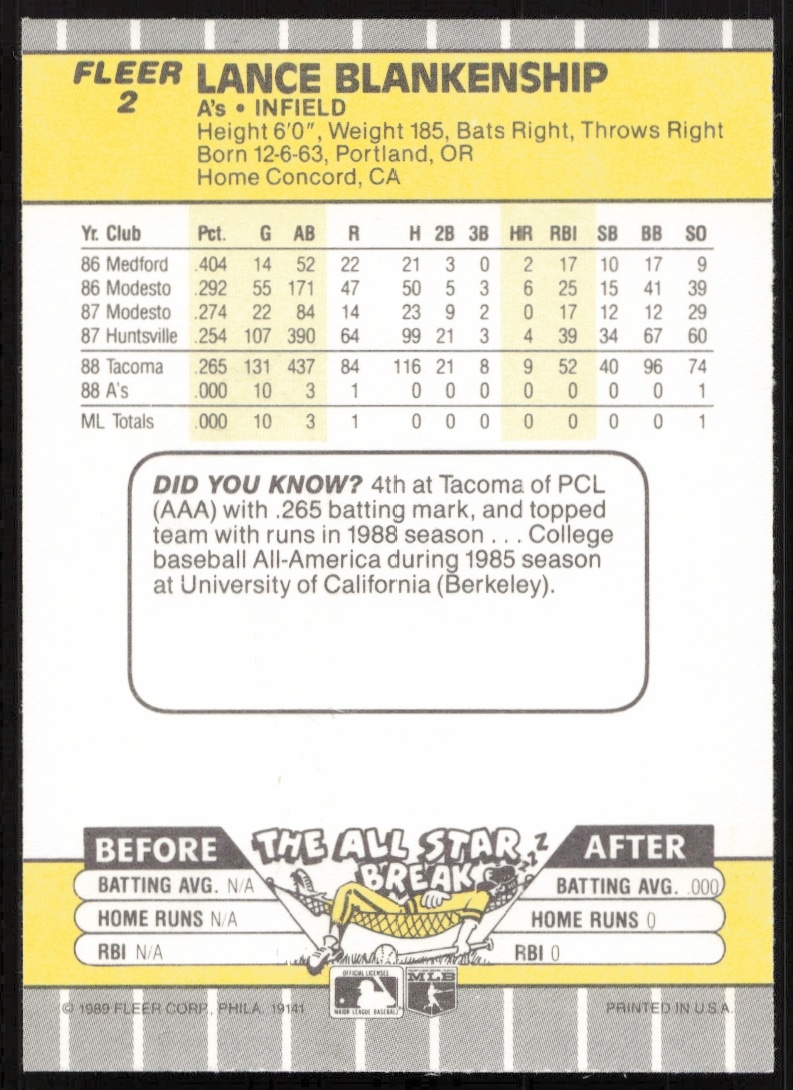 FLEER LANCE BLANKENSHIP
2 A's • INFIELD
Height 6'0", Weight 185, Bats Right, Throws Right
Born 12-6-63, Portland, OR
Home Concord, CA
Yr. Club Pct. G AB R H 2B 3B HR RBI SB BB SO
86 Medford .404 14 52 22 21 3 0 2 17 10 17 9
86 Modesto .292 55 171 47 50 5 3 6 25 15 41 39
87 Modesto .274 22 84 14 23 9 2 0 17 12 12 29
87 Huntsville .254 107 390 64 99 21 3 4 39 34 67 60
88 Tacoma .265 131 437 84 116 21 8 9 52 40 96 74
88 A's .000 10 3 1 0 0 0 0 0 0 0 1
ML Totals .000 10 3 1 0 0 0 0 0 0 0 1
DID YOU KNOW? 4th at Tacoma of PCL
(AAA) with .265 batting mark, and topped
team with runs in 1988 season . . . College
baseball All-America during 1985 season
at University of California (Berkeley).
BEFORE THE ALL STAR BREAK zzzZ AFTER
BATTING AVG. N/A BATTING AVG. .000
HOME RUNS N/A HOME RUNS 0
RBI N/A RBI 0
OFFICIAL LICENSEE
MAJOR LEAGUE BASEBALL
MLB
© 1989 FLEER CORP., PHILA. 19141 PRINTED IN U.S.A.